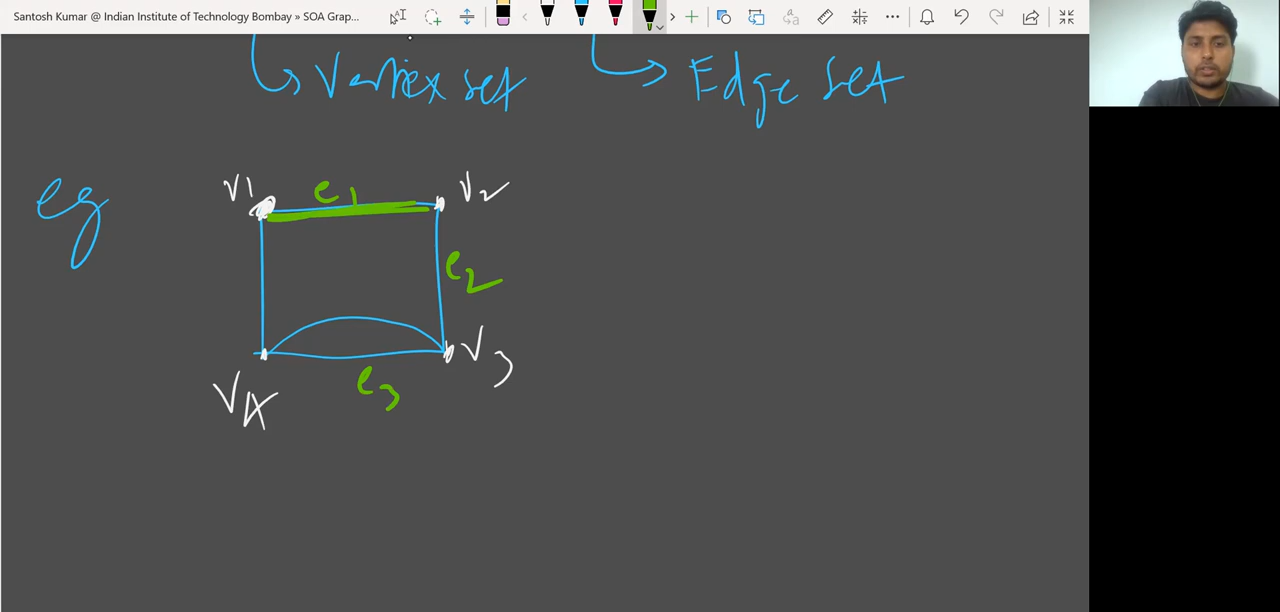 Santosh Kumar @ Indian Institute of Technology Bombay » SOA Grap...
Vertex set
Edge set
eg
V1
e1
V2
e2
V3
V4
e3